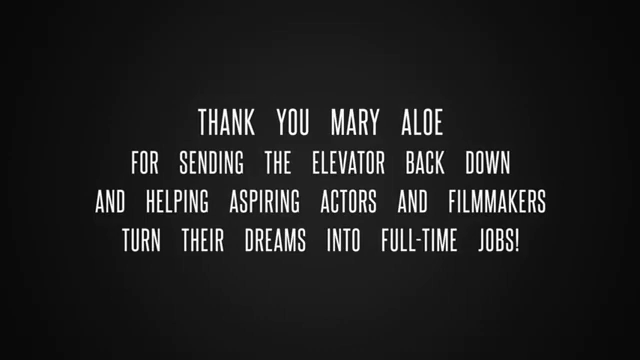 THANK YOU MARY ALOE
FOR SENDING THE ELEVATOR BACK DOWN
AND HELPING ASPIRING ACTORS AND FILMMAKERS
TURN THEIR DREAMS INTO FULL-TIME JOBS!